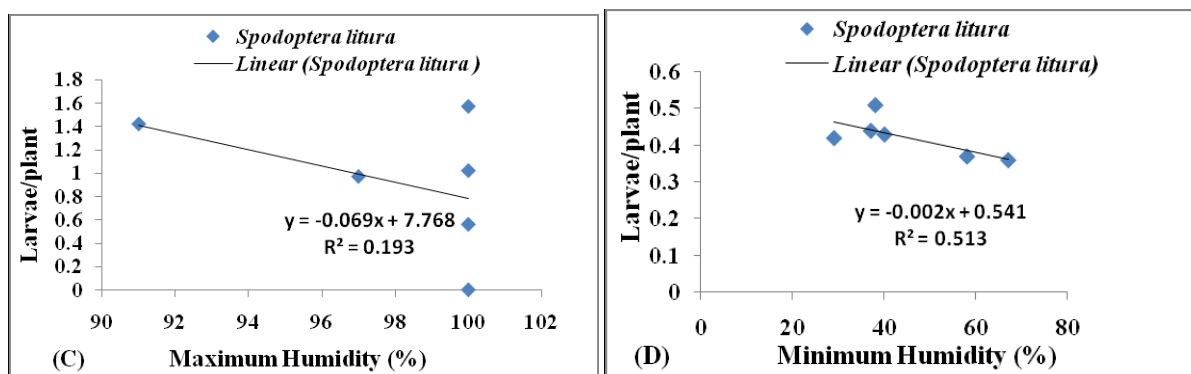 Spodoptera litura
Linear (Spodoptera litura )
1.8
1.6
1.4
1.2
1
0.8
0.6
0.4
0.2
0
Larvae/plant
y = -0.069x + 7.768
R² = 0.193
90 92 94 96 98 100 102
(C) Maximum Humidity (%)
Spodoptera litura
Linear (Spodoptera litura)
0.6
0.5
0.4
0.3
0.2
0.1
0
Larvae/plant
y = -0.002x + 0.541
R² = 0.513
0 20 40 60 80
(D) Minimum Humidity (%)